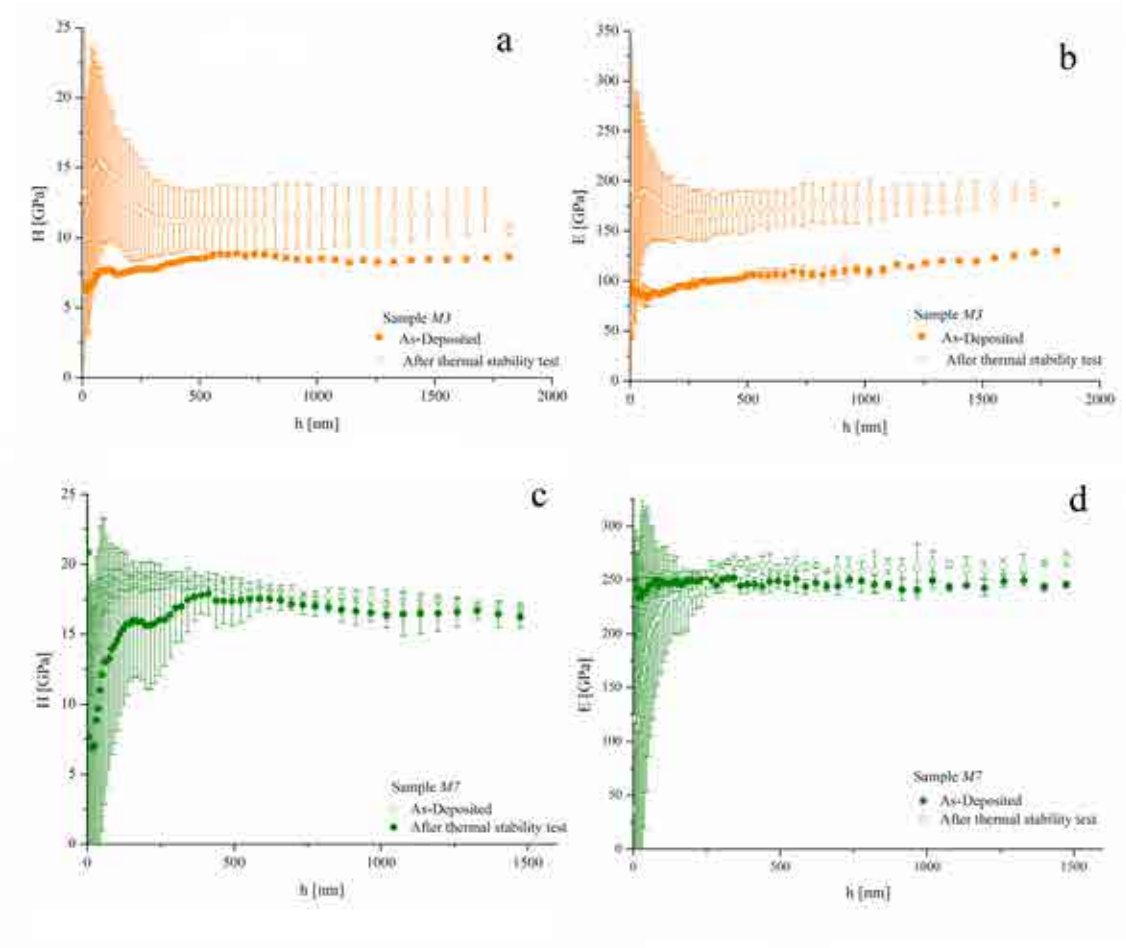 a
25
20
15
10
5
0
H [GPa]
0
500
1000
1500
2000
h [nm]
Sample M3
As-Deposited
After thermal stability test
b
350
300
250
200
150
100
50
0
E [GPa]
0
500
1000
1500
2000
h [nm]
Sample M3
As-Deposited
After thermal stability test
c
25
20
15
10
5
0
H [GPa]
0
500
1000
1500
h [nm]
Sample M7
As-Deposited
After thermal stability test
d
300
250
200
150
100
50
0
E [GPa]
0
500
1000
1500
h [nm]
Sample M7
As-Deposited
After thermal stability test